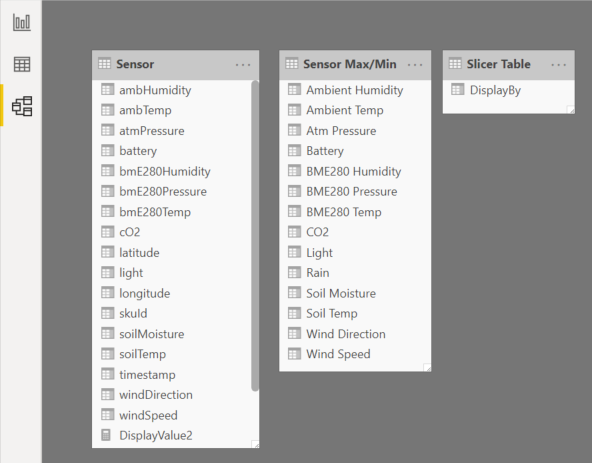 Sensor
ambHumidity
ambTemp
atmPressure
battery
bmE280Humidity
bmE280Pressure
bmE280Temp
cO2
latitude
light
longitude
skuId
soilMoisture
soilTemp
timestamp
windDirection
windSpeed
DisplayValue2
Sensor Max/Min
Ambient Humidity
Ambient Temp
Atm Pressure
Battery
BME280 Humidity
BME280 Pressure
BME280 Temp
CO2
Light
Rain
Soil Moisture
Soil Temp
Wind Direction
Wind Speed
Slicer Table
DisplayBy